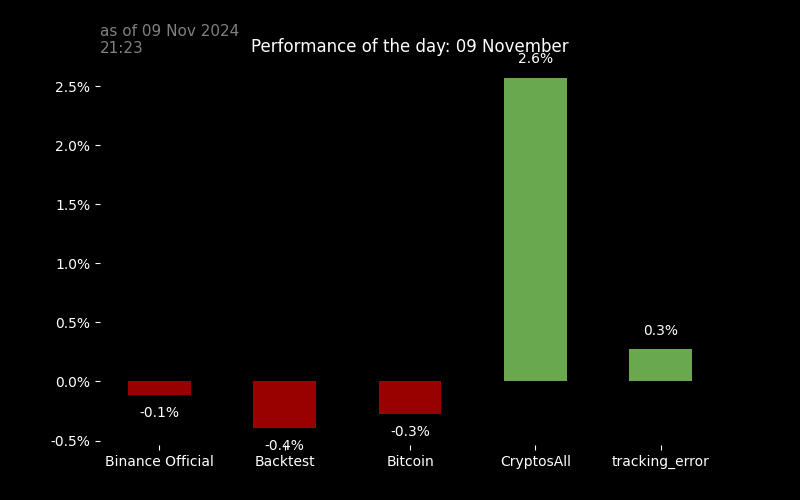 as of 09 Nov 2024
21:23
Performance of the day: 09 November
2.6%
2.5%
2.0%
1.5%
1.0%
0.5%
0.3%
0.0%
-0.1%
-0.3%
-0.4%
-0.5%
Binance Official
Backtest
Bitcoin
CryptosAll
tracking_error